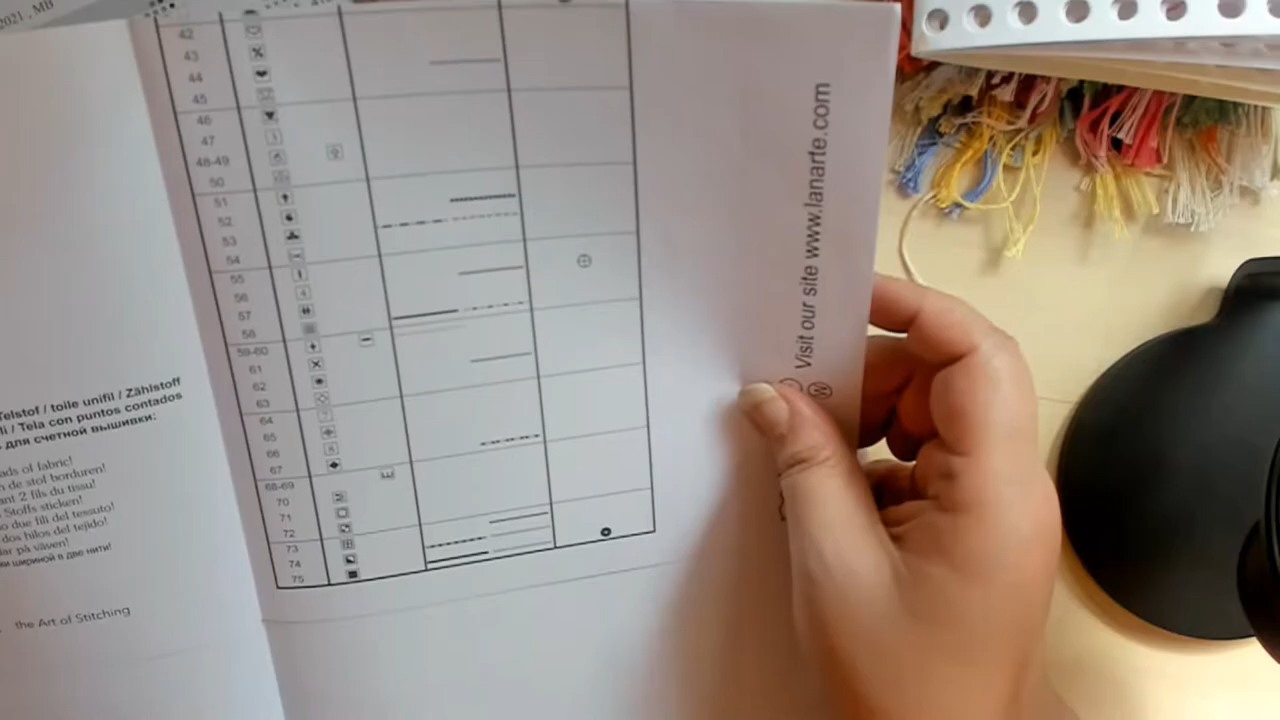 2021 , MB
Telstof / toile unifil / Zählstoff
li / Tela con puntos contados
для счетной вышивки:
ads of fabric!
n de stof borduren!
ant 2 fils du tissu!
Stoffs sticken!
o due fili del tessuto!
dos hilos del tejido!
ar på väven!
ни шириной в две нити!
the Art of Stitching
42
43
44
45
46
47
48-49
50
51
52
53
54
55
56
57
58
59-60
61
62
63
64
65
66
67
68-69
70
71
72
73
74
75
Visit our site www.lanarte.com